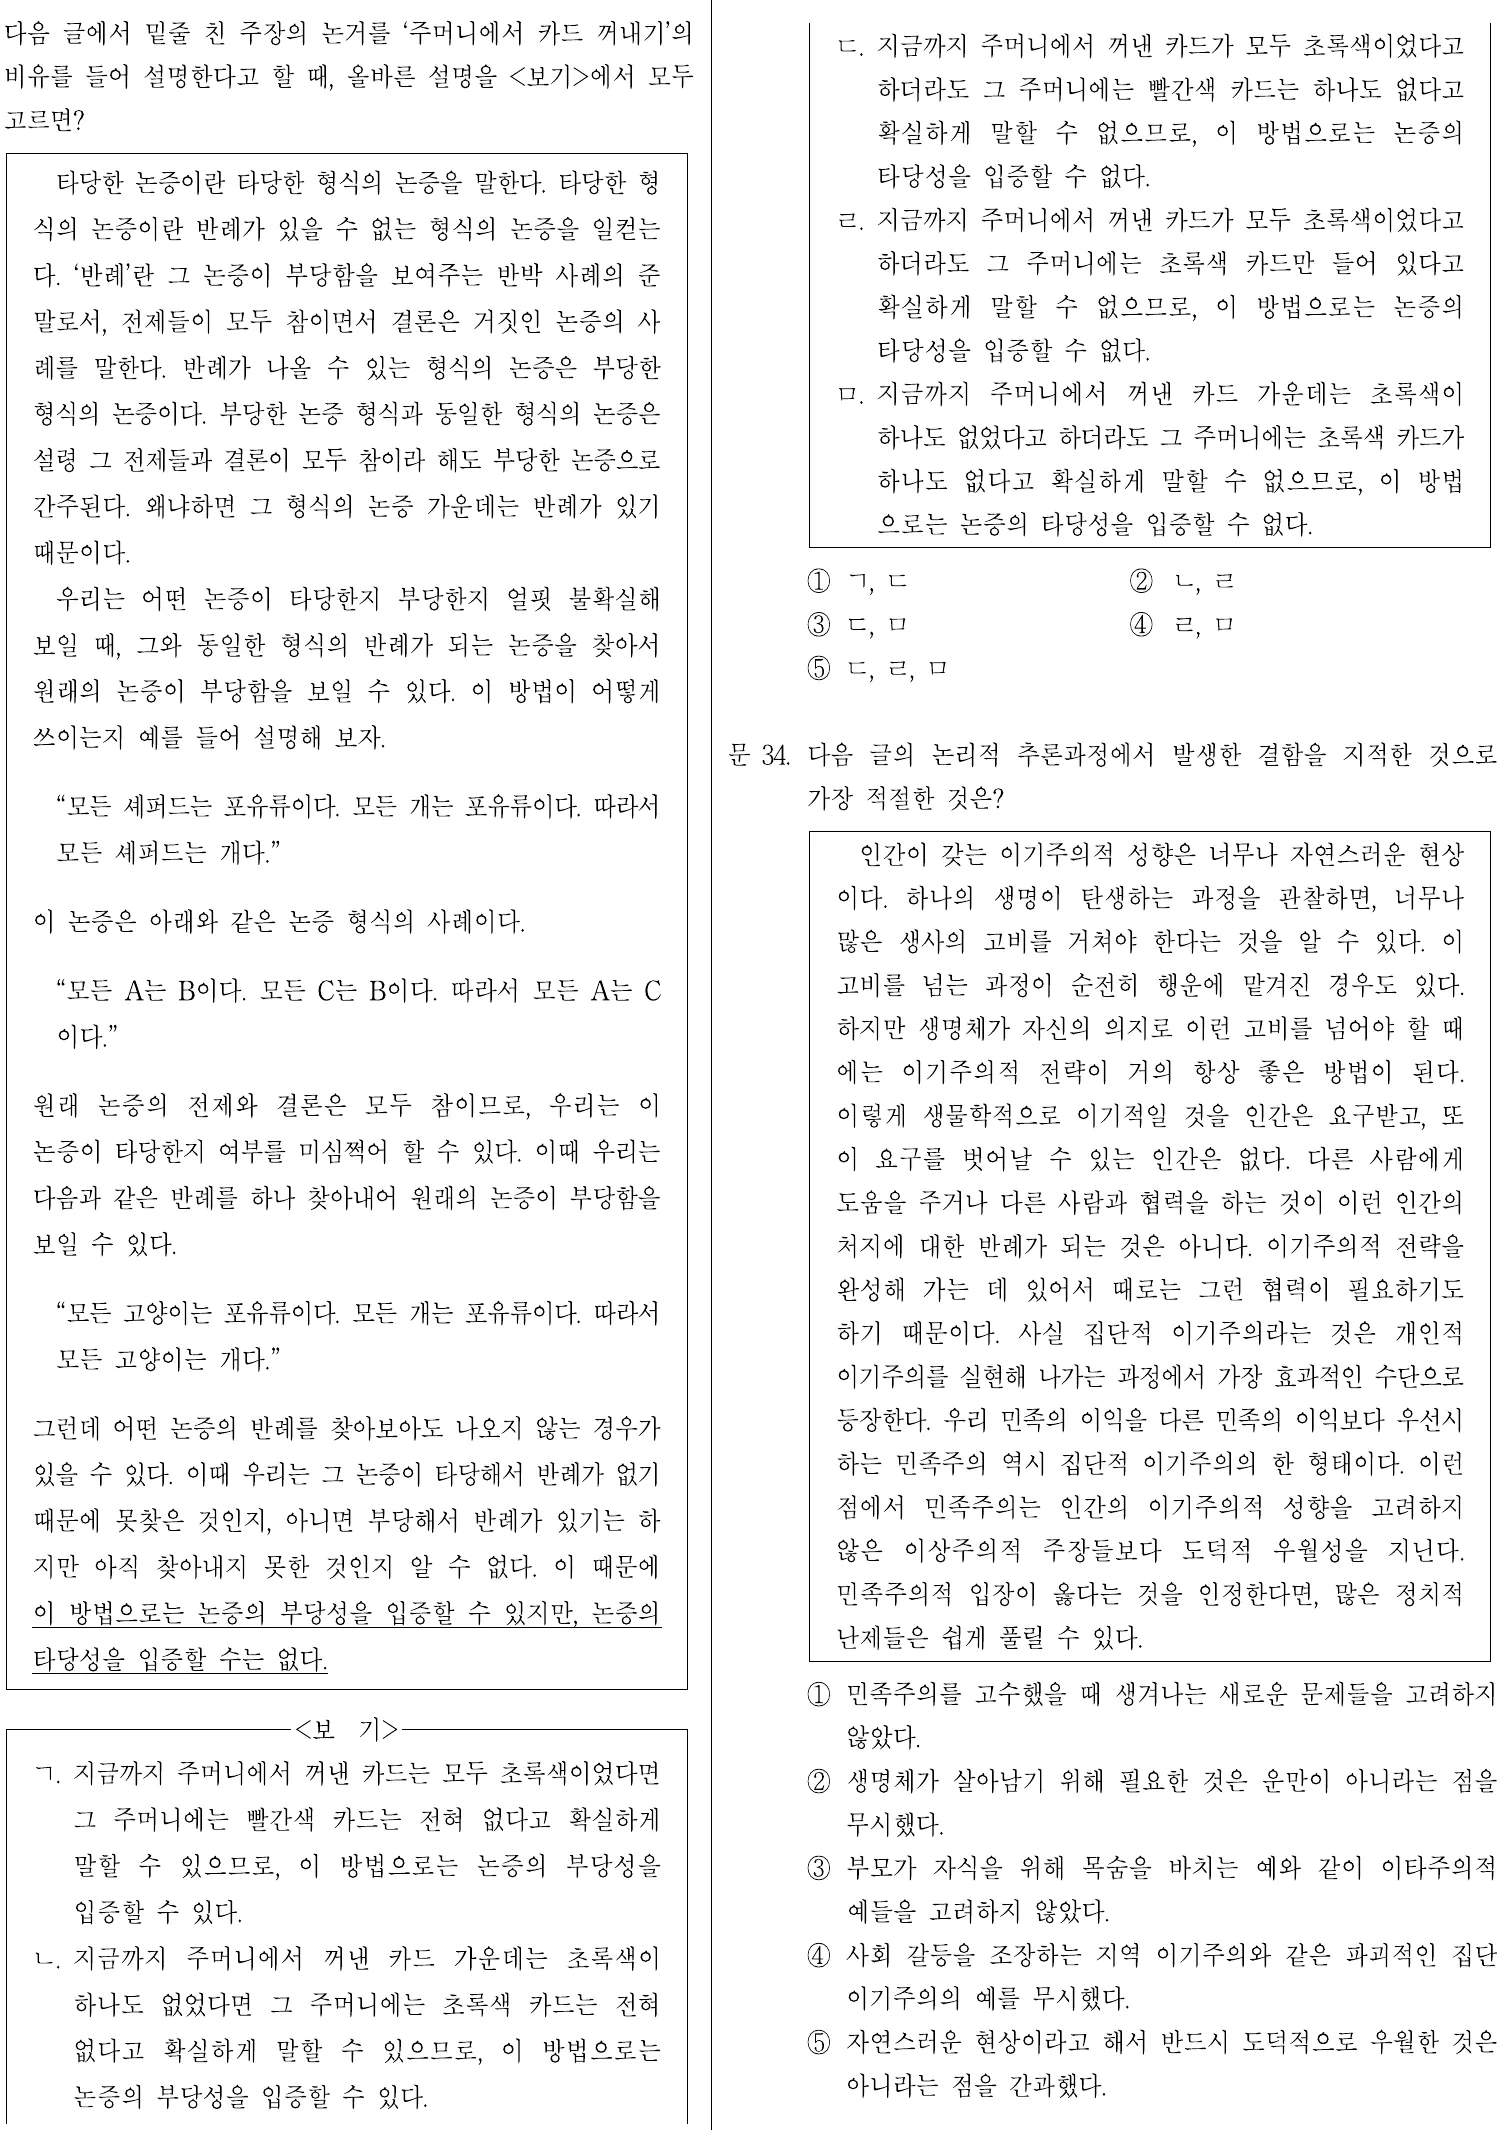 다음 글에서 밑줄 친 주장의 논거를 ‘주머니에서 카드 꺼내기’의
비유를 들어 설명한다고 할 때, 올바른 설명을 <보기>에서 모두
고르면?
타당한 논증이란 타당한 형식의 논증을 말한다. 타당한 형
식의 논증이란 반례가 있을 수 없는 형식의 논증을 일컫는
다. ‘반례’란 그 논증이 부당함을 보여주는 반박 사례의 준
말로서, 전제들이 모두 참이면서 결론은 거짓인 논증의 사
례를 말한다. 반례가 나올 수 있는 형식의 논증은 부당한
형식의 논증이다. 부당한 논증 형식과 동일한 형식의 논증은
설령 그 전제들과 결론이 모두 참이라 해도 부당한 논증으로
간주된다. 왜냐하면 그 형식의 논증 가운데는 반례가 있기
때문이다.
우리는 어떤 논증이 타당한지 부당한지 얼핏 불확실해
보일 때, 그와 동일한 형식의 반례가 되는 논증을 찾아서
원래의 논증이 부당함을 보일 수 있다. 이 방법이 어떻게
쓰이는지 예를 들어 설명해 보자.
“모든 셰퍼드는 포유류이다. 모든 개는 포유류이다. 따라서
모든 셰퍼드는 개다.”
이 논증은 아래와 같은 논증 형식의 사례이다.
“모든 A는 B이다. 모든 C는 B이다. 따라서 모든 A는 C
이다.”
원래 논증의 전제와 결론은 모두 참이므로, 우리는 이
논증이 타당한지 여부를 미심쩍어 할 수 있다. 이때 우리는
다음과 같은 반례를 하나 찾아내어 원래의 논증이 부당함을
보일 수 있다.
“모든 고양이는 포유류이다. 모든 개는 포유류이다. 따라서
모든 고양이는 개다.”
그런데 어떤 논증의 반례를 찾아보아도 나오지 않는 경우가
있을 수 있다. 이때 우리는 그 논증이 타당해서 반례가 없기
때문에 못찾은 것인지, 아니면 부당해서 반례가 있기는 하
지만 아직 찾아내지 못한 것인지 알 수 없다. 이 때문에
이 방법으로는 논증의 부당성을 입증할 수 있지만, 논증의
타당성을 입증할 수는 없다.
<보 기>
ㄱ. 지금까지 주머니에서 꺼낸 카드는 모두 초록색이었다면
그 주머니에는 빨간색 카드는 전혀 없다고 확실하게
말할 수 있으므로, 이 방법으로는 논증의 부당성을
입증할 수 있다.
ㄴ. 지금까지 주머니에서 꺼낸 카드 가운데는 초록색이
하나도 없었다면 그 주머니에는 초록색 카드는 전혀
없다고 확실하게 말할 수 있으므로, 이 방법으로는
논증의 부당성을 입증할 수 있다.
ㄷ. 지금까지 주머니에서 꺼낸 카드가 모두 초록색이었다고
하더라도 그 주머니에는 빨간색 카드는 하나도 없다고
확실하게 말할 수 없으므로, 이 방법으로는 논증의
타당성을 입증할 수 없다.
ㄹ. 지금까지 주머니에서 꺼낸 카드가 모두 초록색이었다고
하더라도 그 주머니에는 초록색 카드만 들어 있다고
확실하게 말할 수 없으므로, 이 방법으로는 논증의
타당성을 입증할 수 없다.
ㅁ. 지금까지 주머니에서 꺼낸 카드 가운데는 초록색이
하나도 없었다고 하더라도 그 주머니에는 초록색 카드가
하나도 없다고 확실하게 말할 수 없으므로, 이 방법
으로는 논증의 타당성을 입증할 수 없다.
① ㄱ, ㄷ ② ㄴ, ㄹ
③ ㄷ, ㅁ ④ ㄹ, ㅁ
⑤ ㄷ, ㄹ, ㅁ
문 34. 다음 글의 논리적 추론과정에서 발생한 결함을 지적한 것으로
가장 적절한 것은?
인간이 갖는 이기주의적 성향은 너무나 자연스러운 현상
이다. 하나의 생명이 탄생하는 과정을 관찰하면, 너무나
많은 생사의 고비를 거쳐야 한다는 것을 알 수 있다. 이
고비를 넘는 과정이 순전히 행운에 맡겨진 경우도 있다.
하지만 생명체가 자신의 의지로 이런 고비를 넘어야 할 때
에는 이기주의적 전략이 거의 항상 좋은 방법이 된다.
이렇게 생물학적으로 이기적일 것을 인간은 요구받고, 또
이 요구를 벗어날 수 있는 인간은 없다. 다른 사람에게
도움을 주거나 다른 사람과 협력을 하는 것이 이런 인간의
처지에 대한 반례가 되는 것은 아니다. 이기주의적 전략을
완성해 가는 데 있어서 때로는 그런 협력이 필요하기도
하기 때문이다. 사실 집단적 이기주의라는 것은 개인적
이기주의를 실현해 나가는 과정에서 가장 효과적인 수단으로
등장한다. 우리 민족의 이익을 다른 민족의 이익보다 우선시
하는 민족주의 역시 집단적 이기주의의 한 형태이다. 이런
점에서 민족주의는 인간의 이기주의적 성향을 고려하지
않은 이상주의적 주장들보다 도덕적 우월성을 지닌다.
민족주의적 입장이 옳다는 것을 인정한다면, 많은 정치적
난제들은 쉽게 풀릴 수 있다.
① 민족주의를 고수했을 때 생겨나는 새로운 문제들을 고려하지
않았다.
② 생명체가 살아남기 위해 필요한 것은 운만이 아니라는 점을
무시했다.
③ 부모가 자식을 위해 목숨을 바치는 예와 같이 이타주의적
예들을 고려하지 않았다.
④ 사회 갈등을 조장하는 지역 이기주의와 같은 파괴적인 집단
이기주의의 예를 무시했다.
⑤ 자연스러운 현상이라고 해서 반드시 도덕적으로 우월한 것은
아니라는 점을 간과했다.